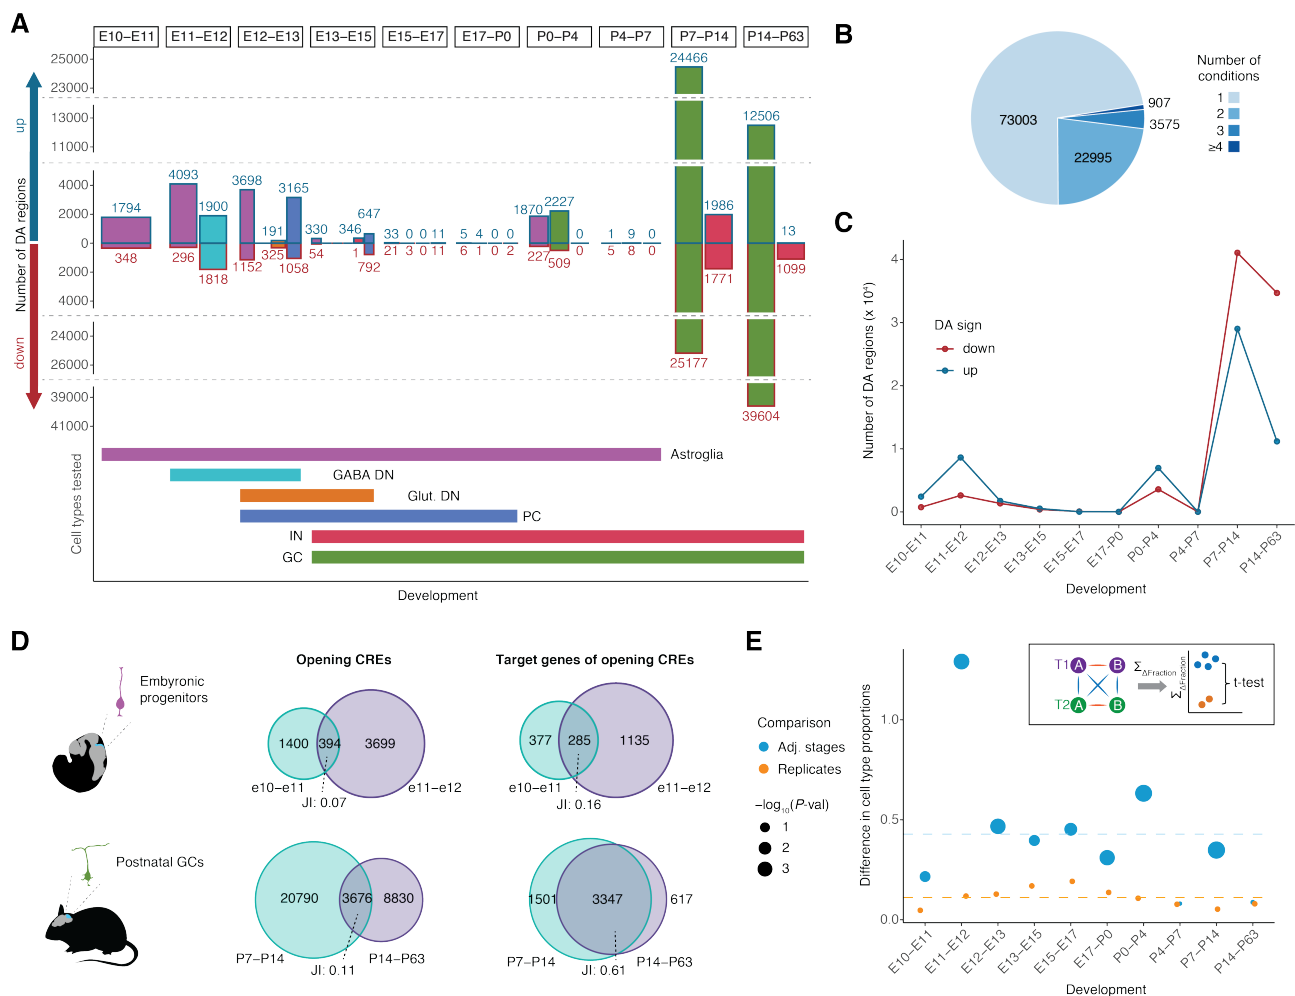 A
E10–E11 E11–E12 E12–E13 E13–E15 E15–E17 E17–P0 P0–P4 P4–P7 P7–P14 P14–P63
25000
23000
13000
11000
4000
2000
0
2000
4000
24000
26000
39000
41000
up
Number of DA regions
down
24466
12506
4093
3698
3165
1794
1900
191
330
346
647
33 0 0 11
5 4 0 0
1870
2227
0
1 9 0
1986
13
348
296
1818
1152
325
1058
54
1
792
21 3 0 11
6 1 0 2
227
509
0
5 8 0
1771
1099
25177
39604
Cell types tested
Astroglia
GABA DN
Glut. DN
PC
IN
GC
Development
B
73003
22995
3575
907
Number of
conditions
1
2
3
≥4
C
Number of DA regions (x 10⁴)
4
3
2
1
0
DA sign
down
up
E10–E11
E11–E12
E12–E13
E13–E15
E15–E17
E17–P0
P0–P4
P4–P7
P7–P14
P14–P63
Development
D
Embyronic
progenitors
Opening CREs
Target genes of opening CREs
1400
394
3699
e10–e11
e11–e12
JI: 0.07
377
285
1135
e10–e11
e11–e12
JI: 0.16
Postnatal GCs
20790
3676
8830
P7–P14
P14–P63
JI: 0.11
1501
3347
617
P7–P14
P14–P63
JI: 0.61
E
Comparison
Adj. stages
Replicates
–log₁₀(P-val)
1
2
3
Difference in cell type proportions
1.0
0.5
0.0
T1 A B
T2 A B
Σ ΔFraction
Σ ΔFraction
t-test
E10–E11
E11–E12
E12–E13
E13–E15
E15–E17
E17–P0
P0–P4
P4–P7
P7–P14
P14–P63
Development